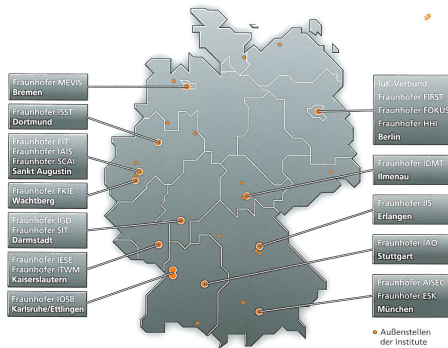 Fraunhofer MEVIS
Bremen
Fraunhofer ISST
Dortmund
Fraunhofer FIT
Fraunhofer IAIS
Fraunhofer SCAI
Sankt Augustin
Fraunhofer FKIE
Wachtberg
Fraunhofer IGD
Fraunhofer SIT
Darmstadt
Fraunhofer IESE
Fraunhofer ITWM
Kaiserslautern
Fraunhofer IOSB
Karlsruhe/Ettlingen
IuK-Verbund
Fraunhofer FIRST
Fraunhofer FOKUS
Fraunhofer HHI
Berlin
Fraunhofer IDMT
Ilmenau
Fraunhofer IIS
Erlangen
Fraunhofer IAO
Stuttgart
Fraunhofer AISEC
Fraunhofer ESK
München
Außenstellen
der Institute